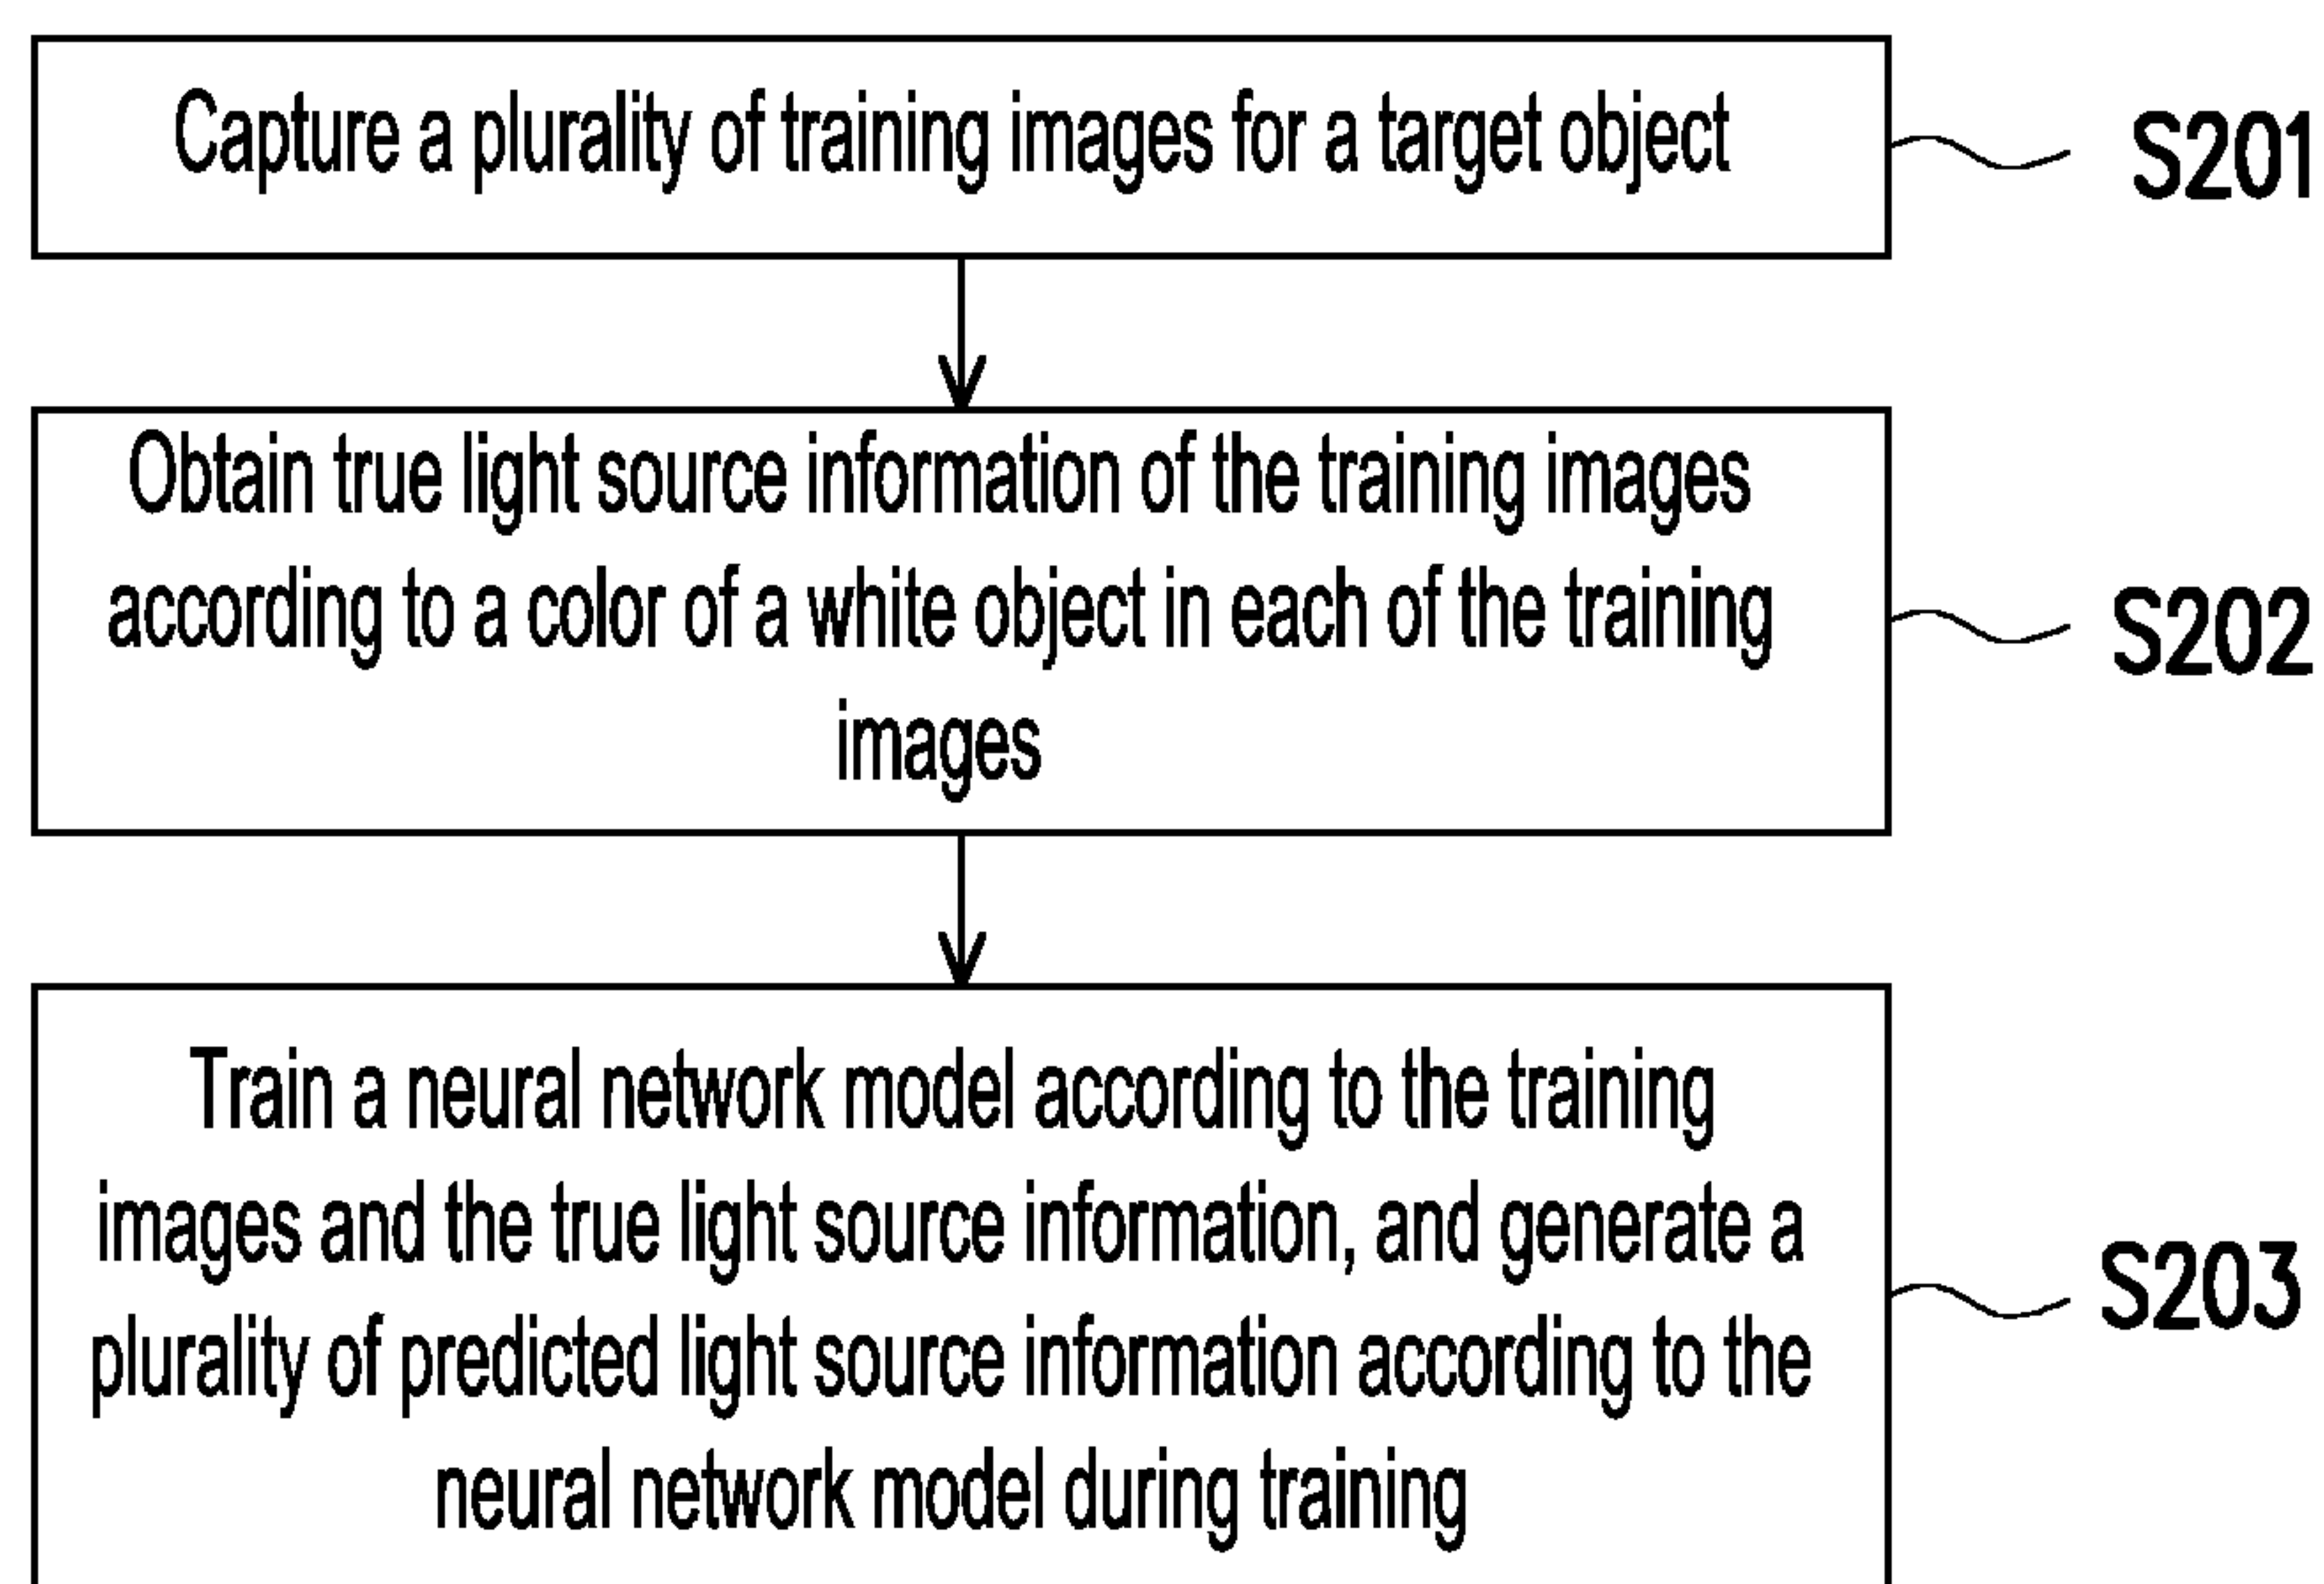 Capture a plurality of training images for a target object
S201
Obtain true light source information of the training images
according to a color of a white object in each of the training
images
S202
Train a neural network model according to the training
images and the true light source information, and generate a
plurality of predicted light source information according to the
neural network model during training
S203